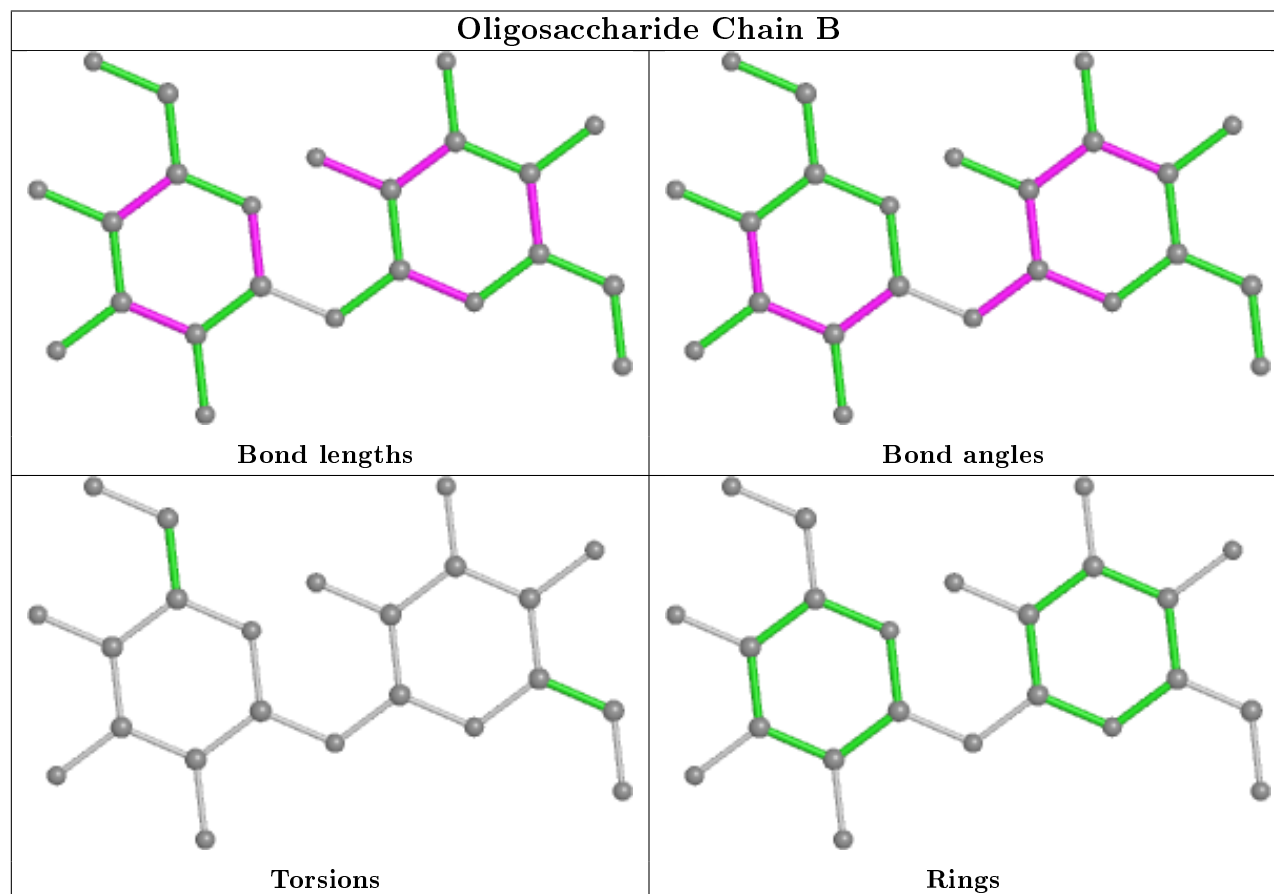 Oligosaccharide Chain B
Bond lengths
Bond angles
Torsions
Rings